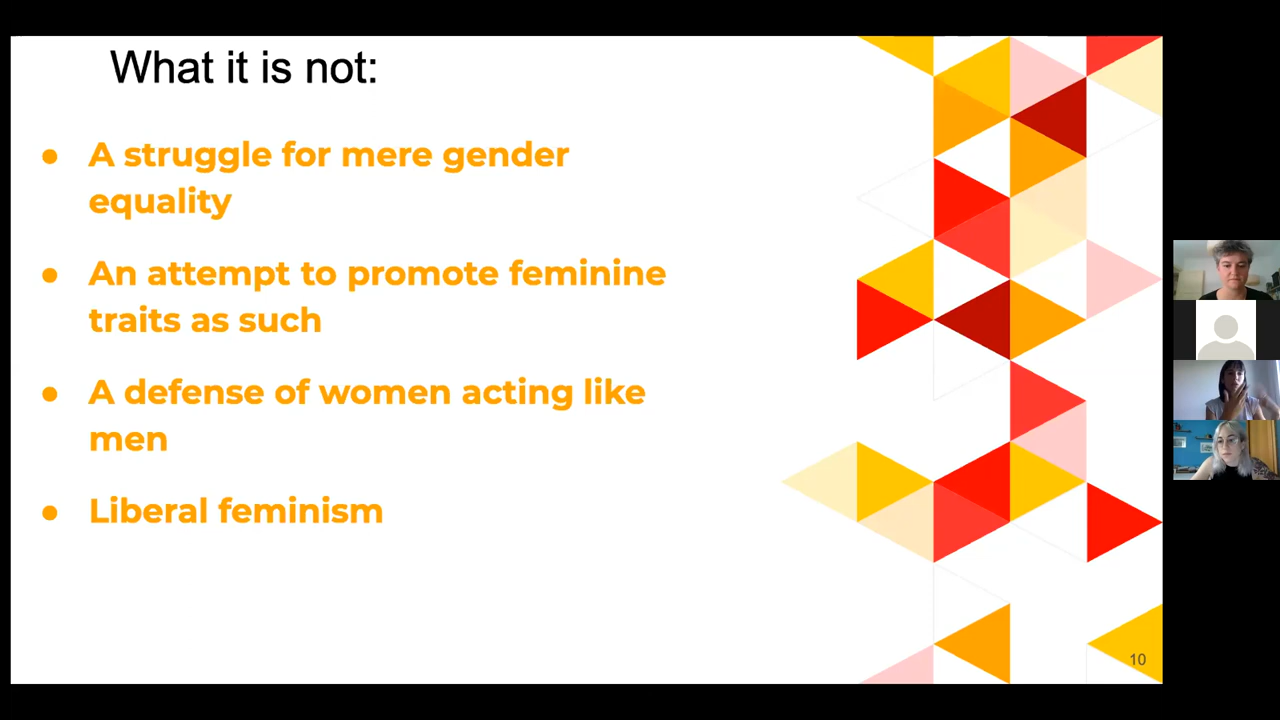 What it is not:
● A struggle for mere gender
equality
● An attempt to promote feminine
traits as such
● A defense of women acting like
men
● Liberal feminism
10